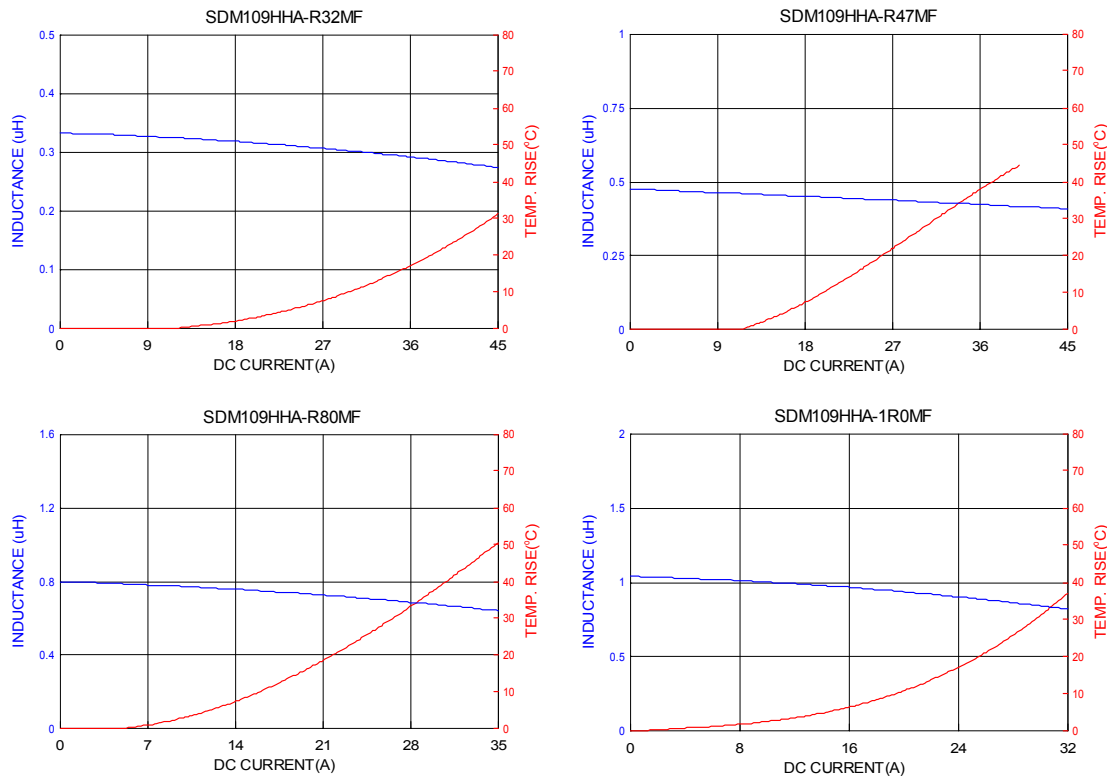 SDM109HHA-R32MF
INDUCTANCE (uH)
0.5
0.4
0.3
0.2
0.1
0
80
70
60
50
40
30
20
10
0
TEMP. RISE(°C)
0 9 18 27 36 45
DC CURRENT(A)
SDM109HHA-R47MF
INDUCTANCE (uH)
1
0.75
0.5
0.25
0
80
70
60
50
40
30
20
10
0
TEMP. RISE(°C)
0 9 18 27 36 45
DC CURRENT(A)
SDM109HHA-R80MF
INDUCTANCE (uH)
1.6
1.2
0.8
0.4
0
80
70
60
50
40
30
20
10
0
TEMP. RISE(°C)
0 7 14 21 28 35
DC CURRENT(A)
SDM109HHA-1R0MF
INDUCTANCE (uH)
2
1.5
1
0.5
0
80
70
60
50
40
30
20
10
0
TEMP. RISE(°C)
0 8 16 24 32
DC CURRENT(A)